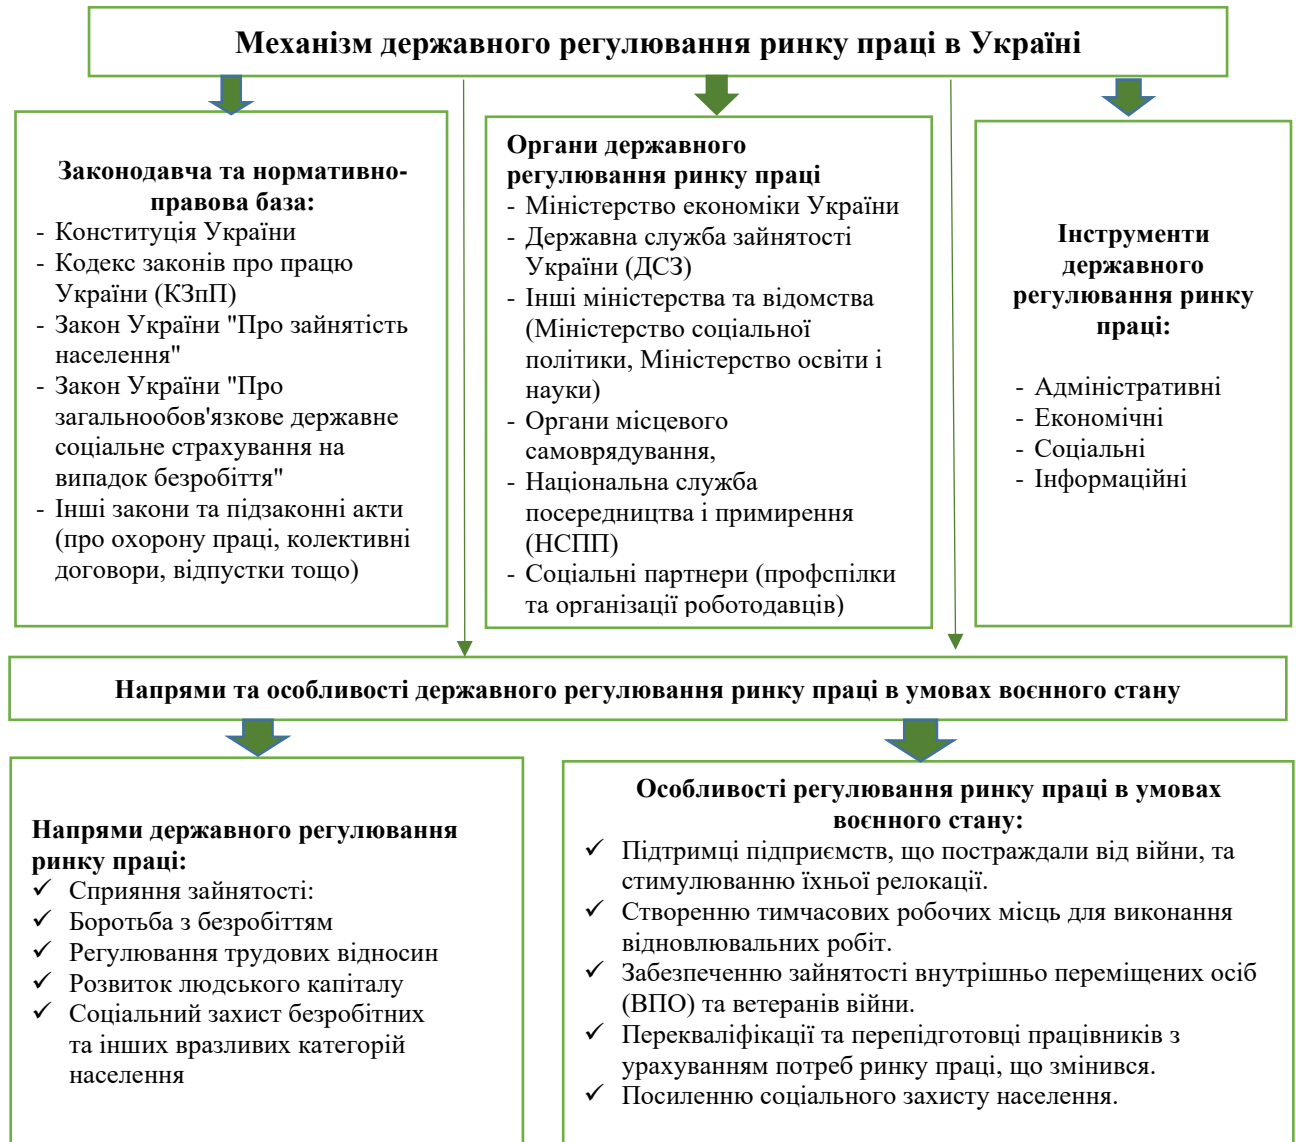 Механізм державного регулювання ринку праці в Україні
Законодавча та нормативно-
правова база:
- Конституція України
- Кодекс законів про працю
України (КЗпП)
- Закон України "Про зайнятість
населення"
- Закон України "Про
загальнообов'язкове державне
соціальне страхування на
випадок безробіття"
- Інші закони та підзаконні акти
(про охорону праці, колективні
договори, відпустки тощо)
Органи державного
регулювання ринку праці
- Міністерство економіки України
- Державна служба зайнятості
України (ДСЗ)
- Інші міністерства та відомства
(Міністерство соціальної
політики, Міністерство освіти і
науки)
- Органи місцевого
самоврядування,
- Національна служба
посередництва і примирення
(НСПП)
- Соціальні партнери (профспілки
та організації роботодавців)
Інструменти
державного
регулювання ринку
праці:
- Адміністративні
- Економічні
- Соціальні
- Інформаційні
Напрями та особливості державного регулювання ринку праці в умовах воєнного стану
Напрями державного регулювання
ринку праці:
✓ Сприяння зайнятості:
✓ Боротьба з безробіттям
✓ Регулювання трудових відносин
✓ Розвиток людського капіталу
✓ Соціальний захист безробітних
та інших вразливих категорій
населення
Особливості регулювання ринку праці в умовах
воєнного стану:
✓ Підтримці підприємств, що постраждали від війни, та
стимулюванню їхньої релокації.
✓ Створенню тимчасових робочих місць для виконання
відновлювальних робіт.
✓ Забезпеченню зайнятості внутрішньо переміщених осіб
(ВПО) та ветеранів війни.
✓ Перекваліфікації та перепідготовці працівників з
урахуванням потреб ринку праці, що змінився.
✓ Посиленню соціального захисту населення.